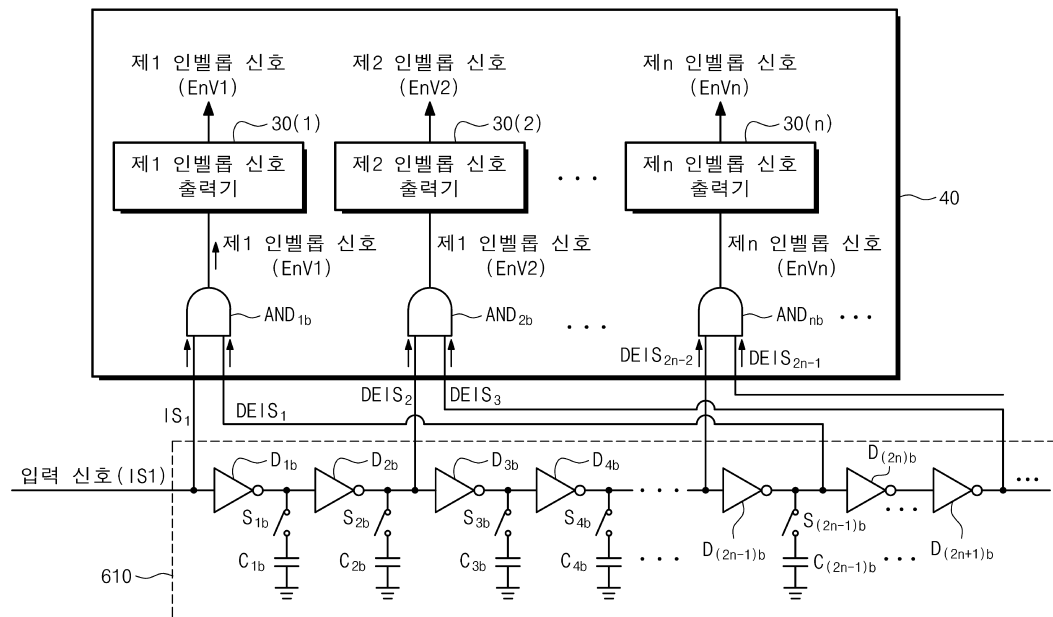 제1 인벨롭 신호 제2 인벨롭 신호 제n 인벨롭 신호
(EnV1) (EnV2) (EnVn)
30(1) 30(2) 30(n)
제1 인벨롭 신호 제2 인벨롭 신호 제n 인벨롭 신호
출력기 출력기 출력기
... 40
제1 인벨롭 신호 제1 인벨롭 신호 제n 인벨롭 신호
(EnV1) (EnV2) (EnVn)
AND1b AND2b ... ANDnb ...
DEIS2n-2 DEIS2n-1
IS1 DEIS1 DEIS2 DEIS3
입력 신호(IS1) D1b D2b D3b D4b ... D(2n)b ...
S1b S2b S3b S4b S(2n-1)b ...
C1b C2b C3b C4b ... D(2n-1)b C(2n-1)b ... D(2n+1)b
610